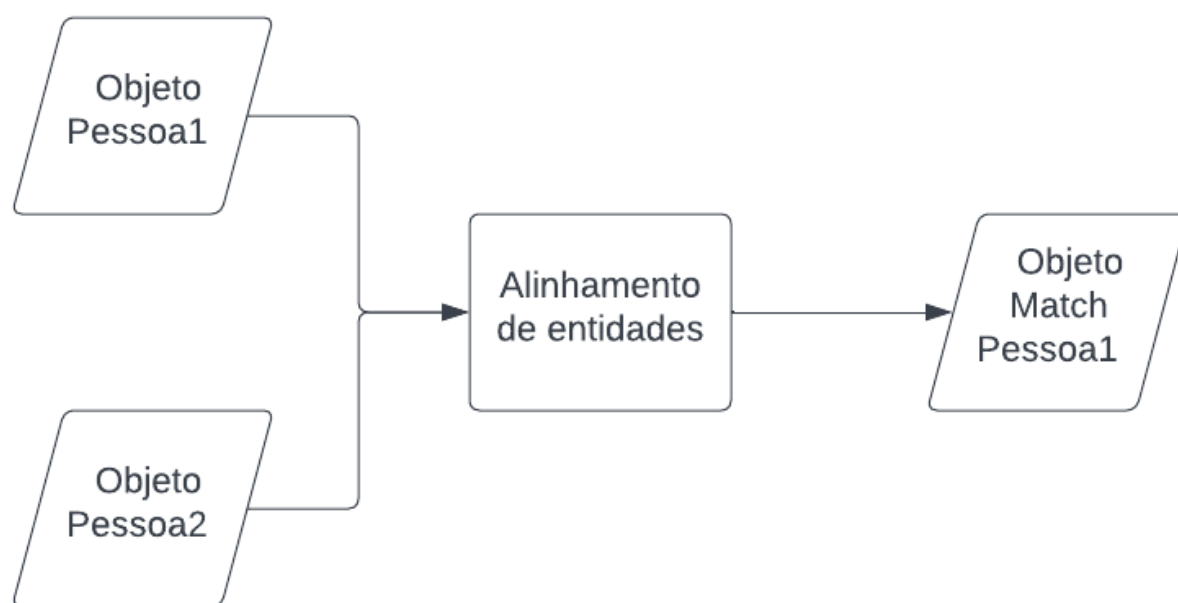 Objeto
Pessoa1
Alinhamento
de entidades
Objeto
Match
Pessoa1
Objeto
Pessoa2